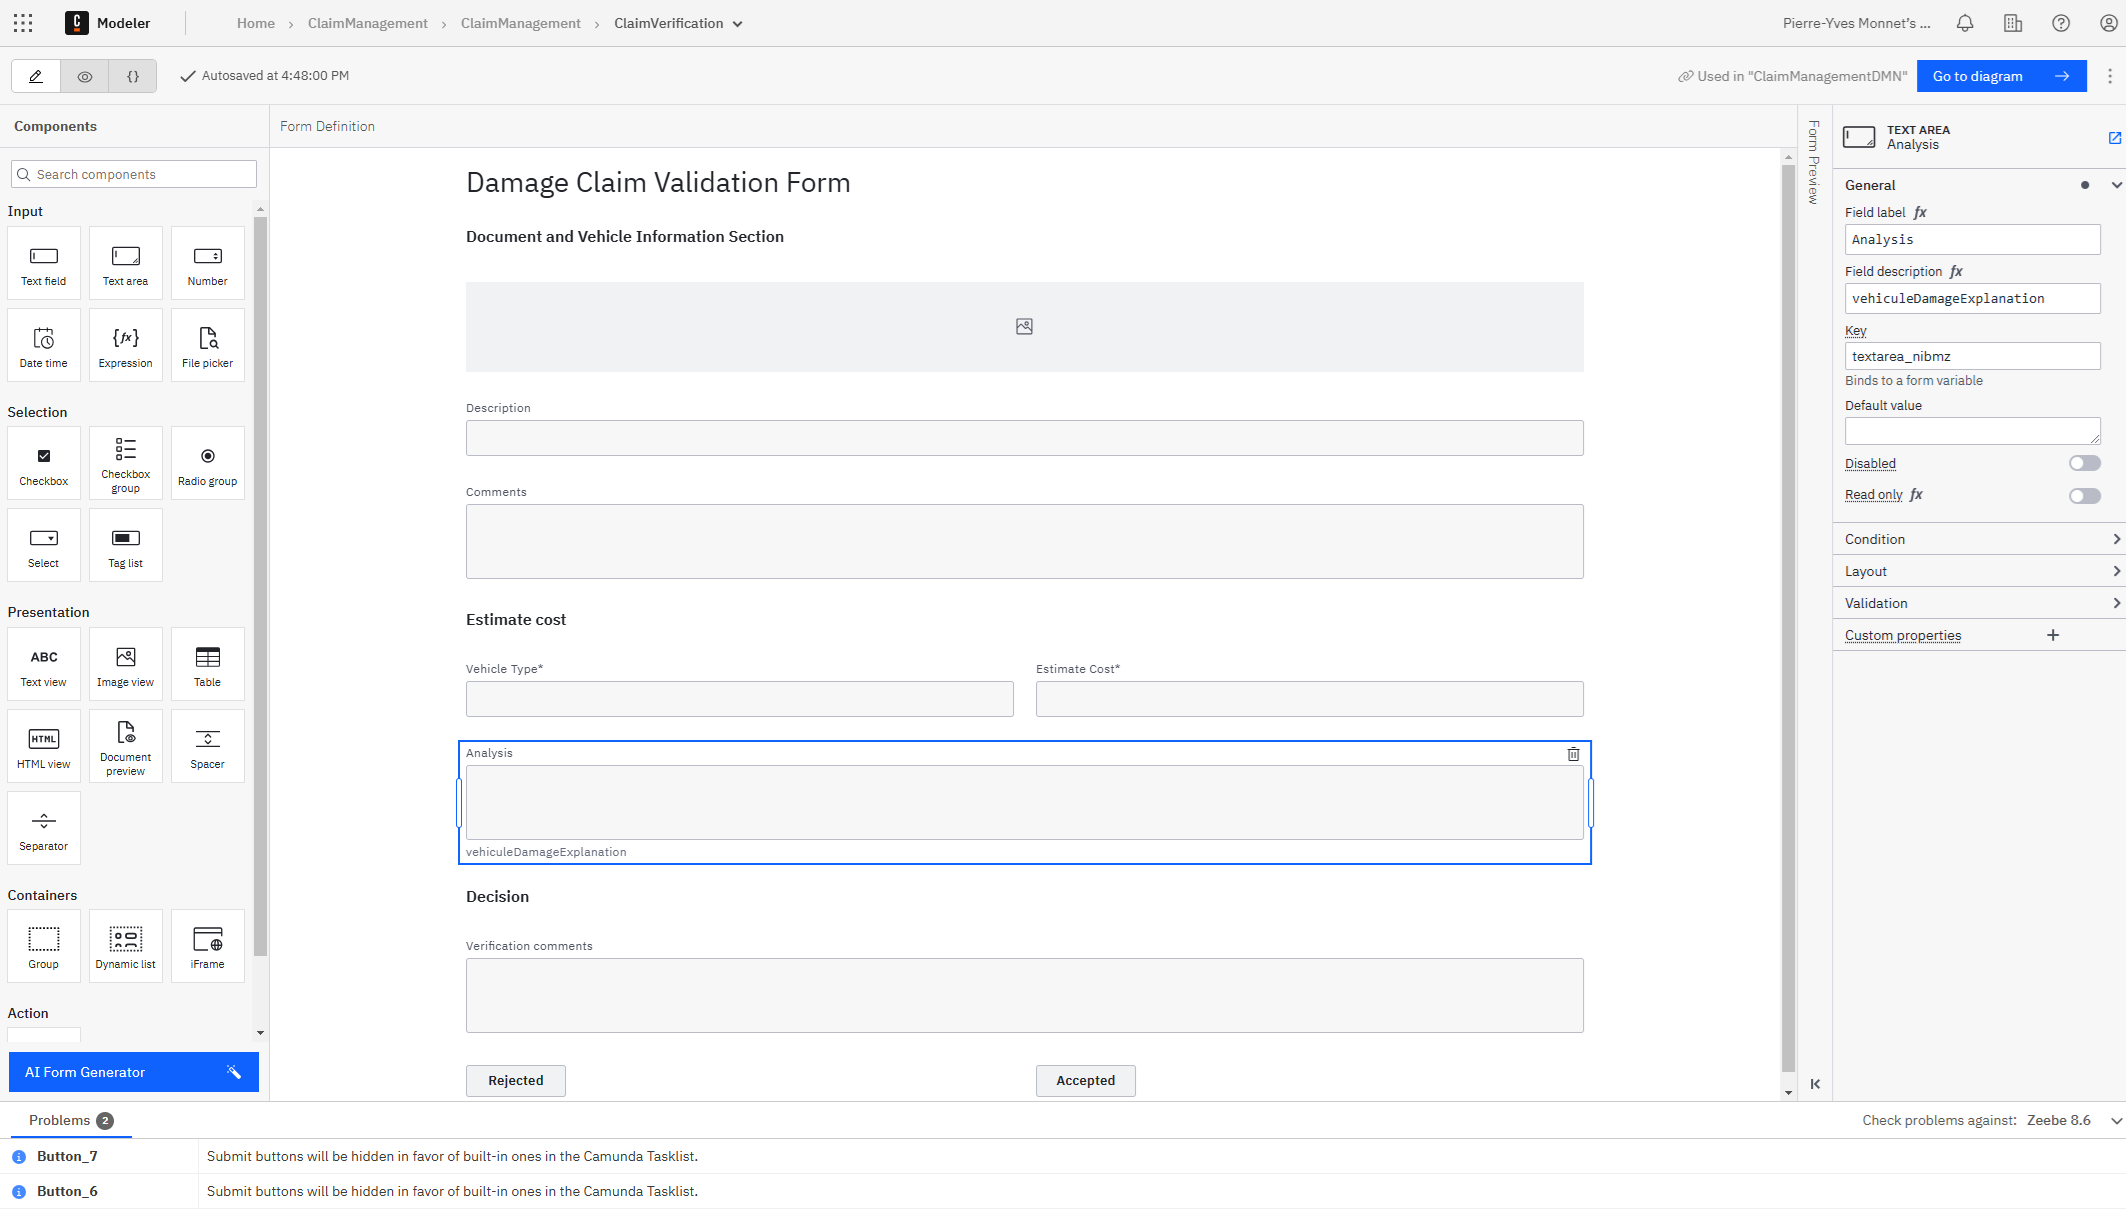 Modeler
Home > ClaimManagement > ClaimManagement > ClaimVerification
Pierre-Yves Monnet's ...
Autosaved at 4:48:00 PM
Used in "ClaimManagementDMN"
Go to diagram
Components
Search components
Input
Text field
Text area
Number
Date time
Expression
File picker
Selection
Checkbox
Checkbox group
Radio group
Select
Tag list
Presentation
ABC
Text view
Image view
Table
HTML
HTML view
Document preview
Spacer
Separator
Containers
Group
Dynamic list
iFrame
Action
AI Form Generator
Form Definition
Damage Claim Validation Form
Document and Vehicle Information Section
Description
Comments
Estimate cost
Vehicle Type*
Estimate Cost*
Analysis
vehiculeDamageExplanation
Decision
Verification comments
Rejected
Accepted
Form Preview
TEXT AREA
Analysis
General
Field label fx
Analysis
Field description fx
vehiculeDamageExplanation
Key
textarea_nibmz
Binds to a form variable
Default value
Disabled
Read only fx
Condition
Layout
Validation
Custom properties
Problems 2
Check problems against: Zeebe 8.6
Button_7 Submit buttons will be hidden in favor of built-in ones in the Camunda Tasklist.
Button_6 Submit buttons will be hidden in favor of built-in ones in the Camunda Tasklist.